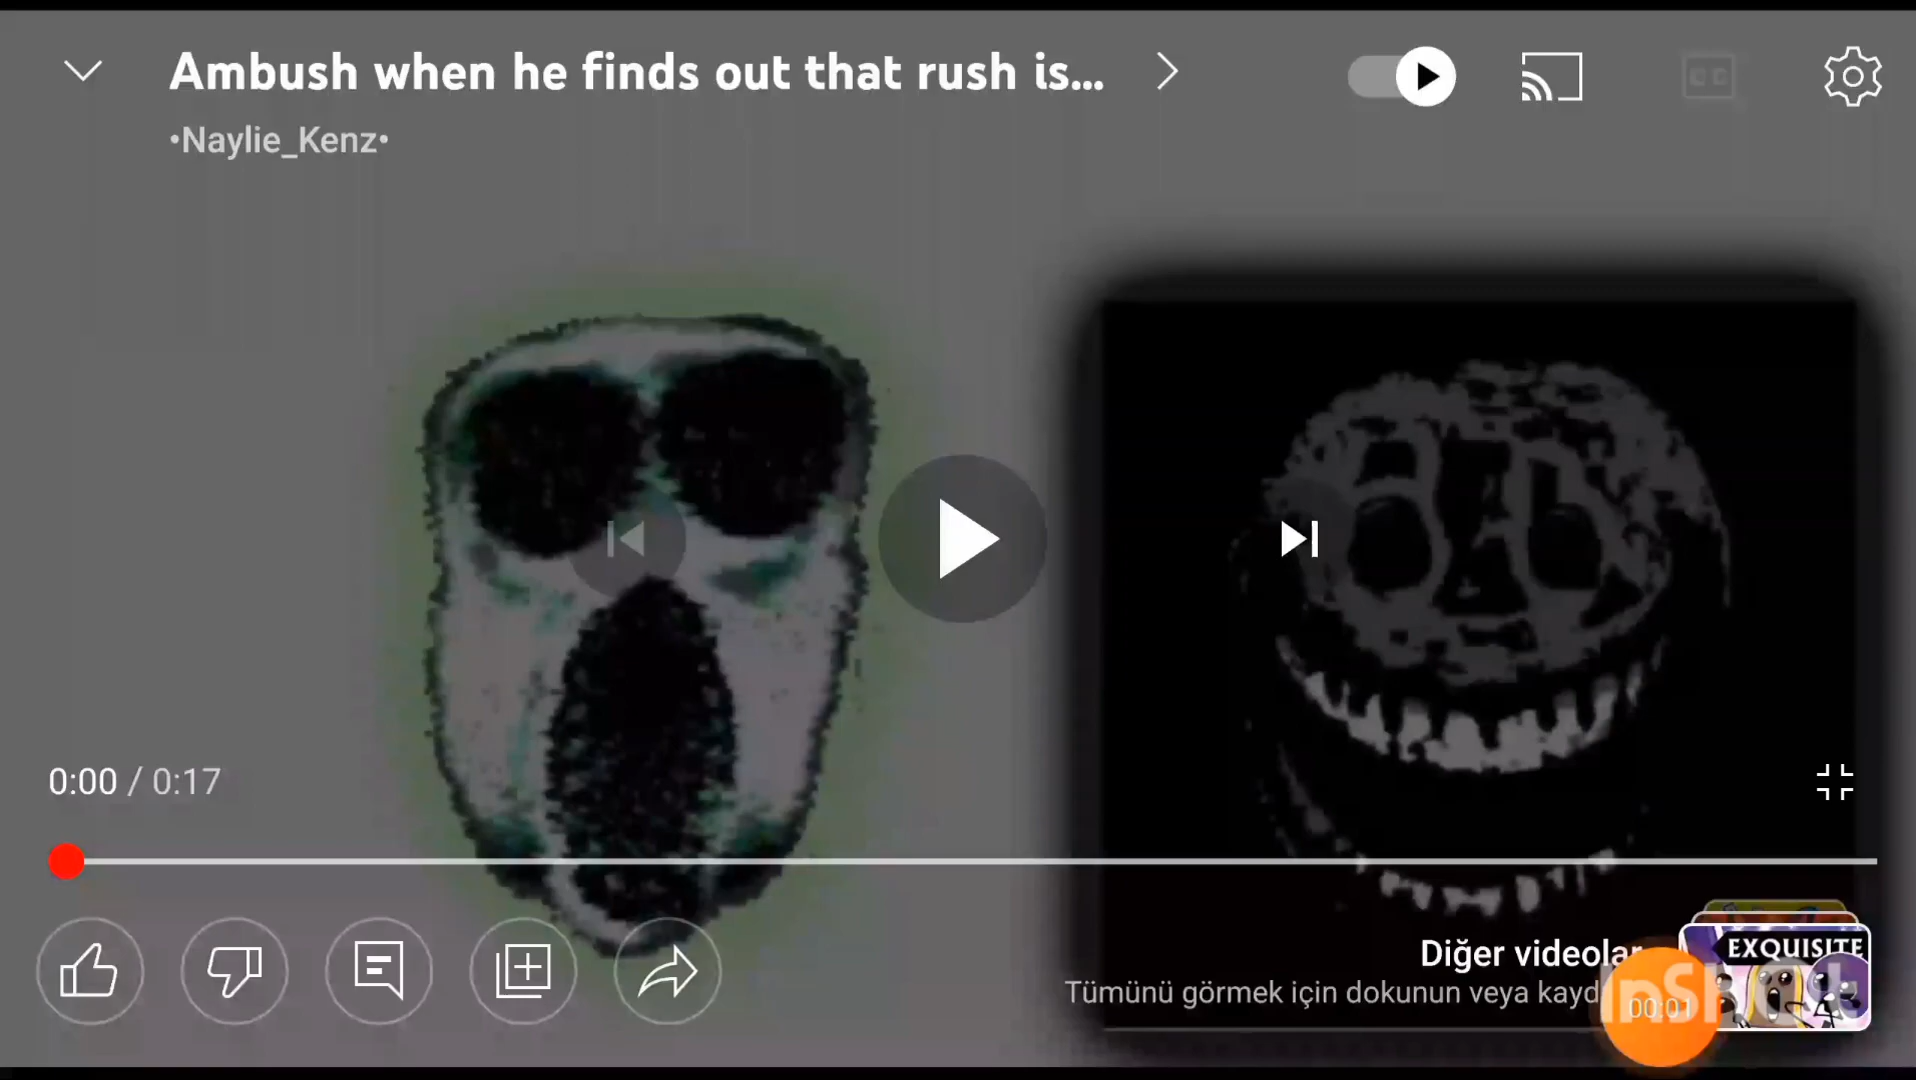 Ambush when he finds out that rush is...
•Naylie_Kenz•
0:00 / 0:17
EXQUISITE
Diğer videolar
Tümünü görmek için dokunun veya kayd
00:01